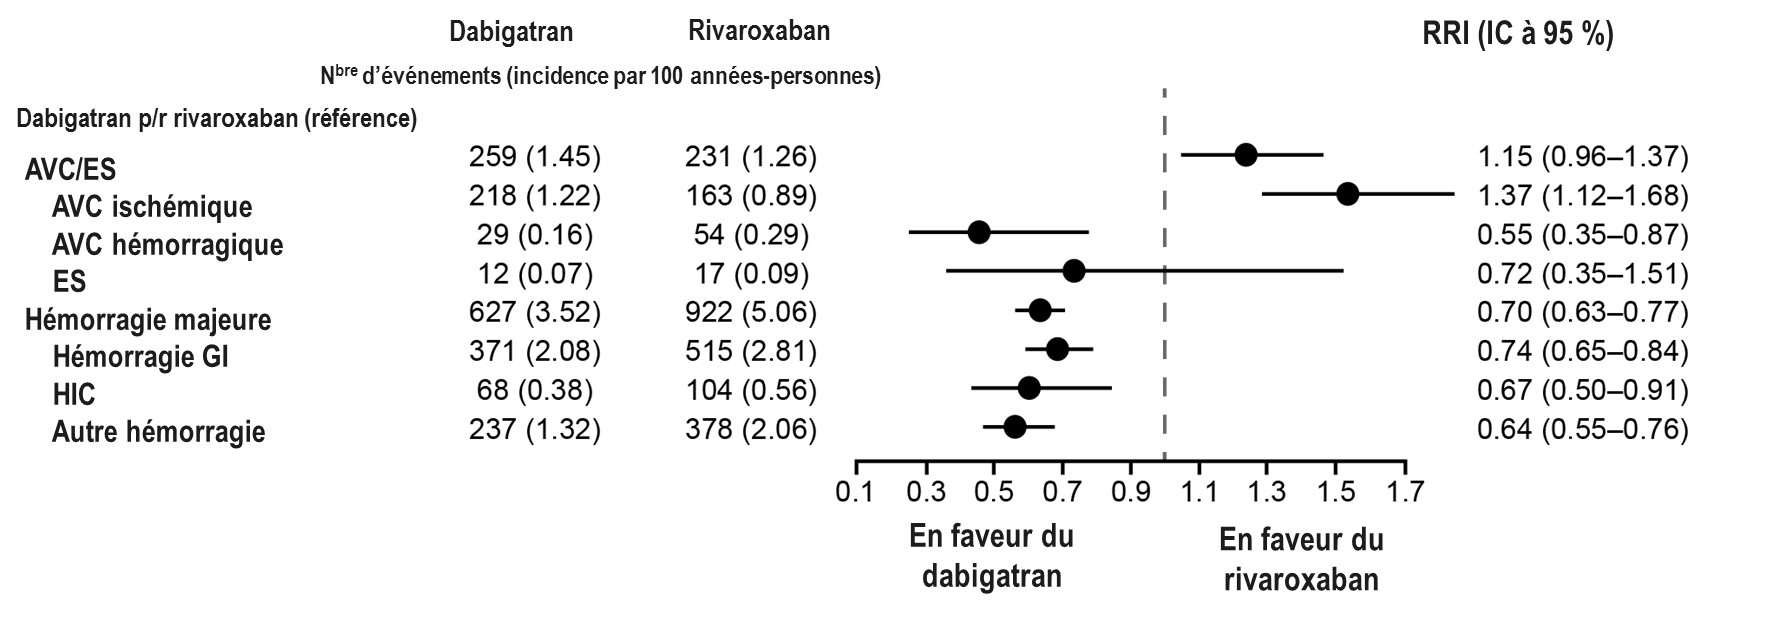 Dabigatran Rivaroxaban RRI (IC à 95 %)
Nbre d’événements (incidence par 100 années-personnes)
Dabigatran p/r rivaroxaban (référence)
AVC/ES 259 (1.45) 231 (1.26) 1.15 (0.96–1.37)
AVC ischémique 218 (1.22) 163 (0.89) 1.37 (1.12–1.68)
AVC hémorragique 29 (0.16) 54 (0.29) 0.55 (0.35–0.87)
ES 12 (0.07) 17 (0.09) 0.72 (0.35–1.51)
Hémorragie majeure 627 (3.52) 922 (5.06) 0.70 (0.63–0.77)
Hémorragie GI 371 (2.08) 515 (2.81) 0.74 (0.65–0.84)
HIC 68 (0.38) 104 (0.56) 0.67 (0.50–0.91)
Autre hémorragie 237 (1.32) 378 (2.06) 0.64 (0.55–0.76)
0.1 0.3 0.5 0.7 0.9 1.1 1.3 1.5 1.7
En faveur du
dabigatran
En faveur du
rivaroxaban